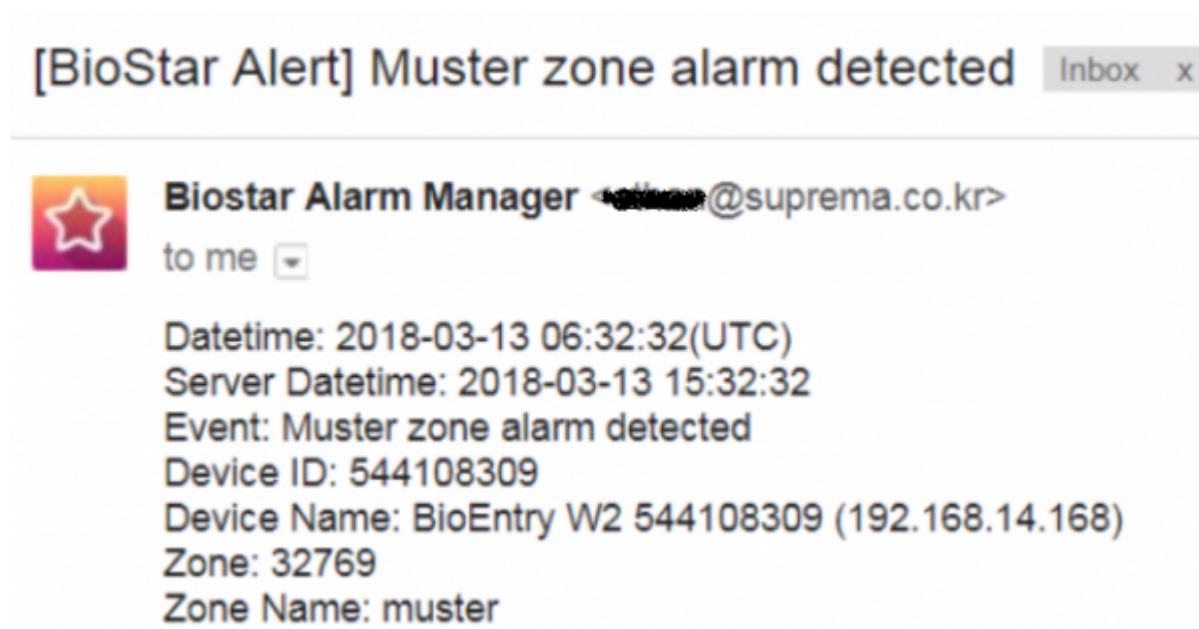 [BioStar Alert] Muster zone alarm detected Inbox x
Biostar Alarm Manager < @suprema.co.kr>
to me
Datetime: 2018-03-13 06:32:32(UTC)
Server Datetime: 2018-03-13 15:32:32
Event: Muster zone alarm detected
Device ID: 544108309
Device Name: BioEntry W2 544108309 (192.168.14.168)
Zone: 32769
Zone Name: muster